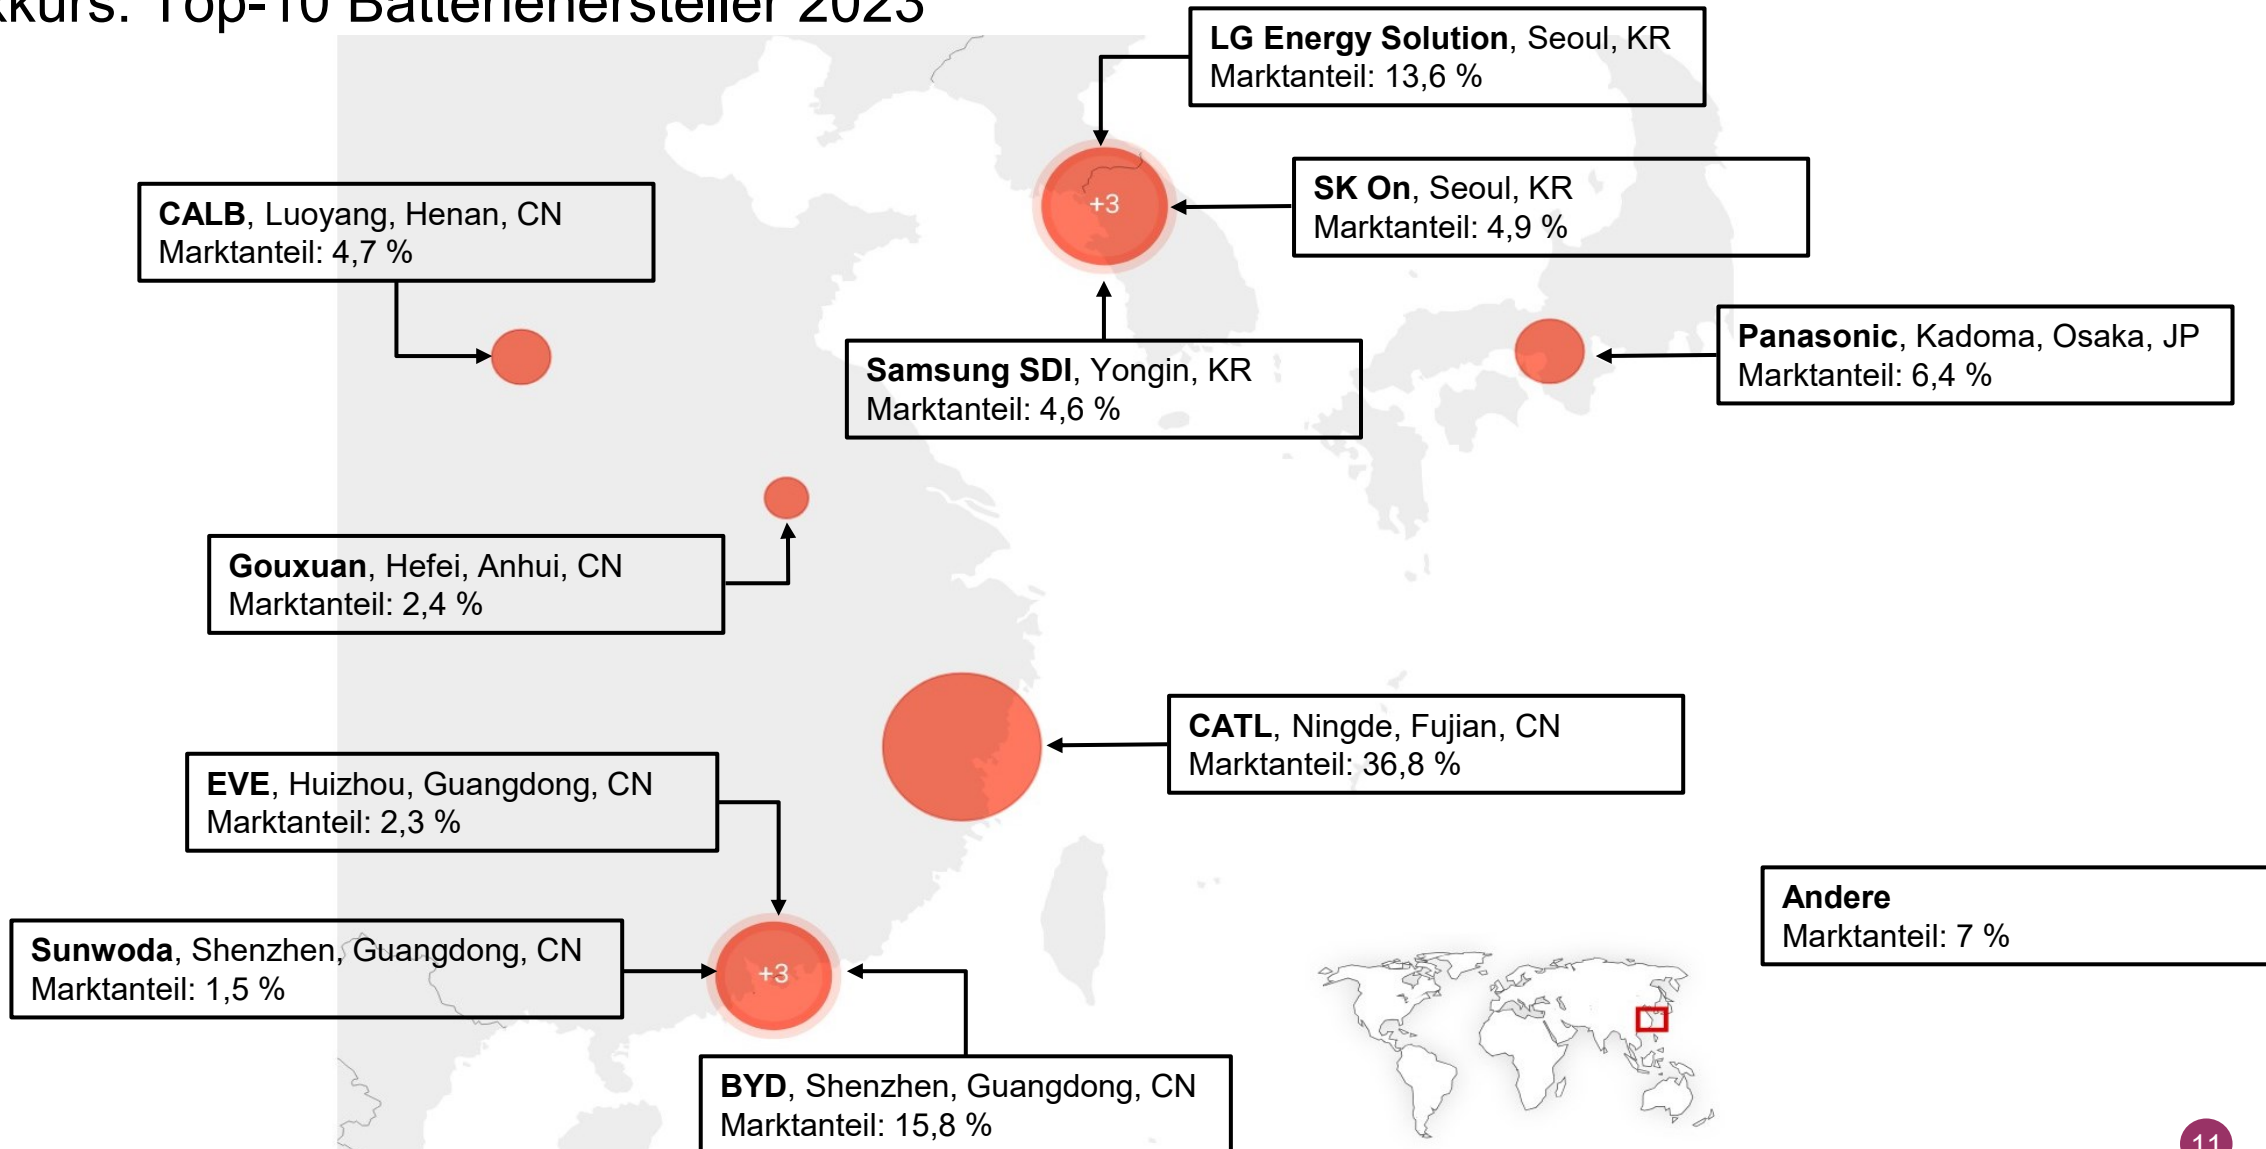 kurs: Top-10 Batteriehersteller 2023
LG Energy Solution, Seoul, KR
Marktanteil: 13,6 %
SK On, Seoul, KR
Marktanteil: 4,9 %
CALB, Luoyang, Henan, CN
Marktanteil: 4,7 %
+3
Panasonic, Kadoma, Osaka, JP
Marktanteil: 6,4 %
Samsung SDI, Yongin, KR
Marktanteil: 4,6 %
Gouxuan, Hefei, Anhui, CN
Marktanteil: 2,4 %
CATL, Ningde, Fujian, CN
Marktanteil: 36,8 %
EVE, Huizhou, Guangdong, CN
Marktanteil: 2,3 %
Andere
Marktanteil: 7 %
Sunwoda, Shenzhen, Guangdong, CN
Marktanteil: 1,5 %
+3
BYD, Shenzhen, Guangdong, CN
Marktanteil: 15,8 %
11